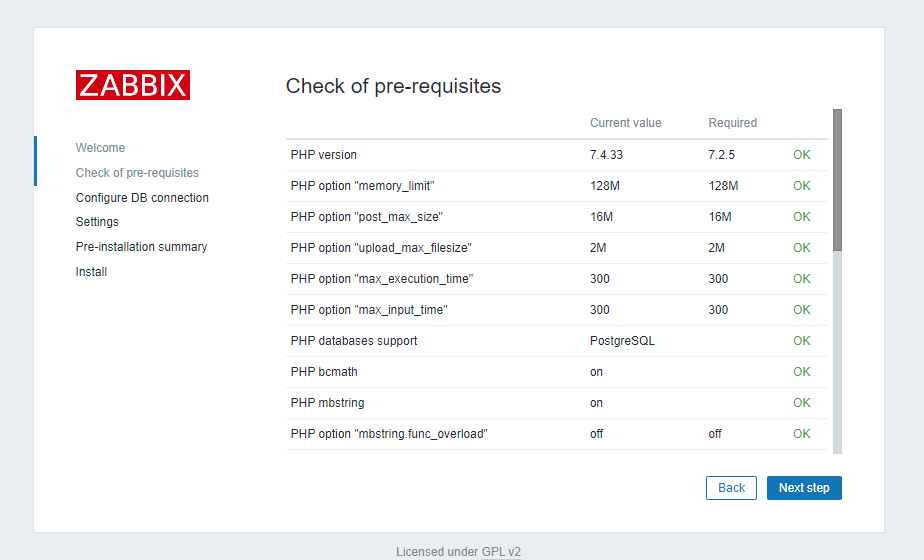 ZABBIX
Welcome
Check of pre-requisites
Configure DB connection
Settings
Pre-installation summary
Install
Check of pre-requisites
Current value Required
PHP version 7.4.33 7.2.5 OK
PHP option "memory_limit" 128M 128M OK
PHP option "post_max_size" 16M 16M OK
PHP option "upload_max_filesize" 2M 2M OK
PHP option "max_execution_time" 300 300 OK
PHP option "max_input_time" 300 300 OK
PHP databases support PostgreSQL OK
PHP bcmath on OK
PHP mbstring on OK
PHP option "mbstring.func_overload" off off OK
Back Next step
Licensed under GPL v2